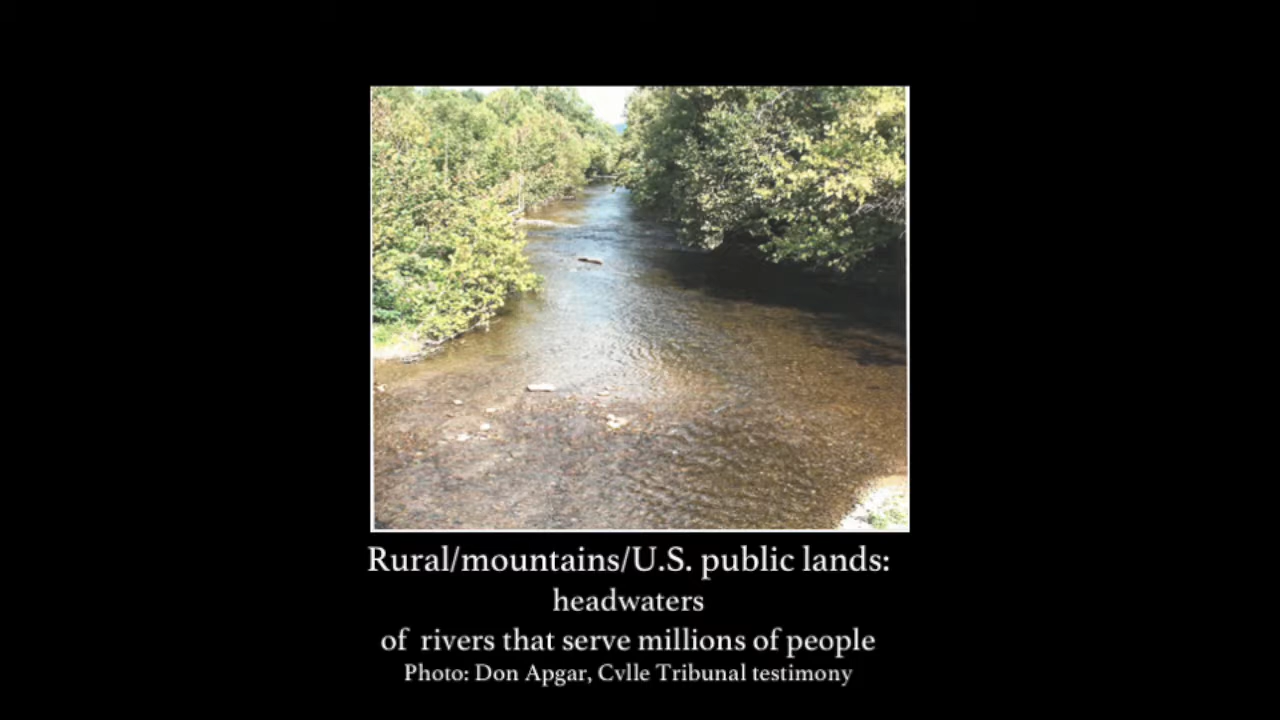 Rural/mountains/U.S. public lands:
headwaters
of rivers that serve millions of people
Photo: Don Apgar, Cvlle Tribunal testimony